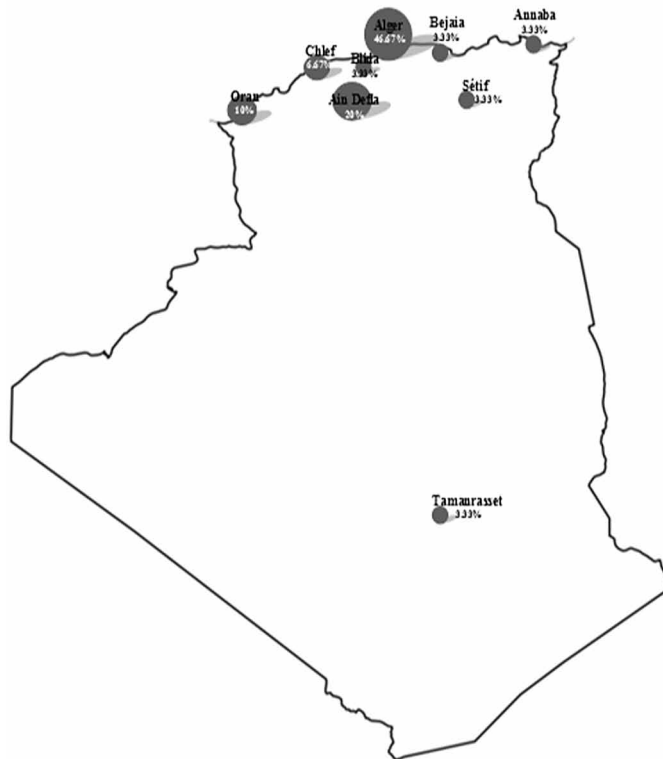 Annaba
3.33%
Bejaia
3.33%
Alger
46.67%
Chlef
6.67%
Blida
3.33%
Sétif
3.33%
Oran
10%
Ain Defla
20%
Tamanrasset
3.33%